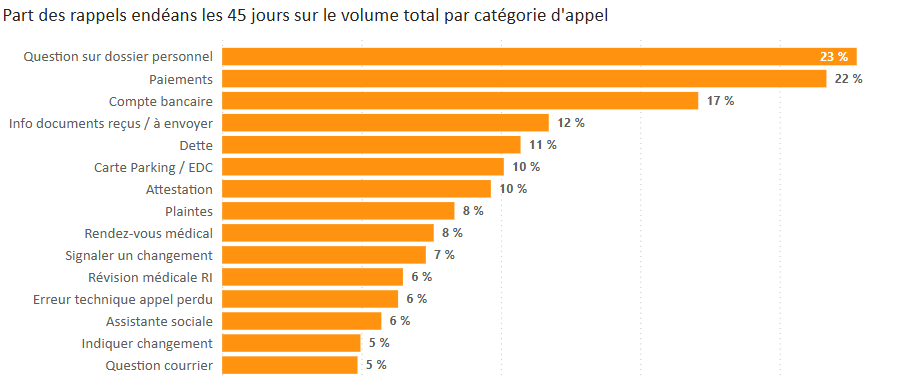 Part des rappels endéans les 45 jours sur le volume total par catégorie d'appel
Question sur dossier personnel 23 %
Paiements 22 %
Compte bancaire 17 %
Info documents reçus / à envoyer 12 %
Dette 11 %
Carte Parking / EDC 10 %
Attestation 10 %
Plaintes 8 %
Rendez-vous médical 8 %
Signaler un changement 7 %
Révision médicale RI 6 %
Erreur technique appel perdu 6 %
Assistante sociale 6 %
Indiquer changement 5 %
Question courrier 5 %